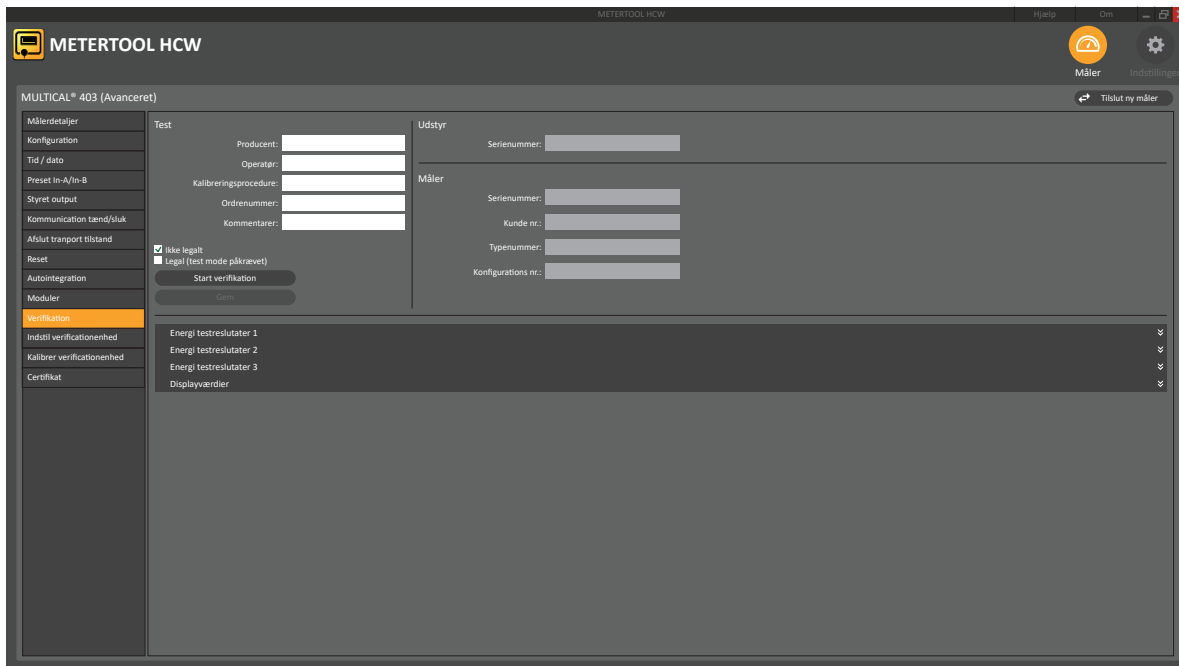 METERTOOL HCW
Hjælp
Om
METERTOOL HCW
Måler
Indstillinger
MULTICAL® 403 (Avanceret)
Tilslut ny måler
Målerdetaljer
Konfiguration
Tid / dato
Preset In-A/In-B
Styret output
Kommunication tænd/sluk
Afslut tranport tilstand
Reset
Autointegration
Moduler
Verifikation
Indstil verificationenhed
Kalibrer verificationenhed
Certifikat
Test
Producent:
Operatør:
Kalibreringsprocedure:
Ordrenummer:
Kommentarer:
Ikke legalt
Legal (test mode påkrævet)
Start verifikation
Gem
Udstyr
Serienummer:
Måler
Serienummer:
Kunde nr.:
Typenummer:
Konfigurations nr.:
Energi testreslutater 1
Energi testreslutater 2
Energi testreslutater 3
Displayværdier